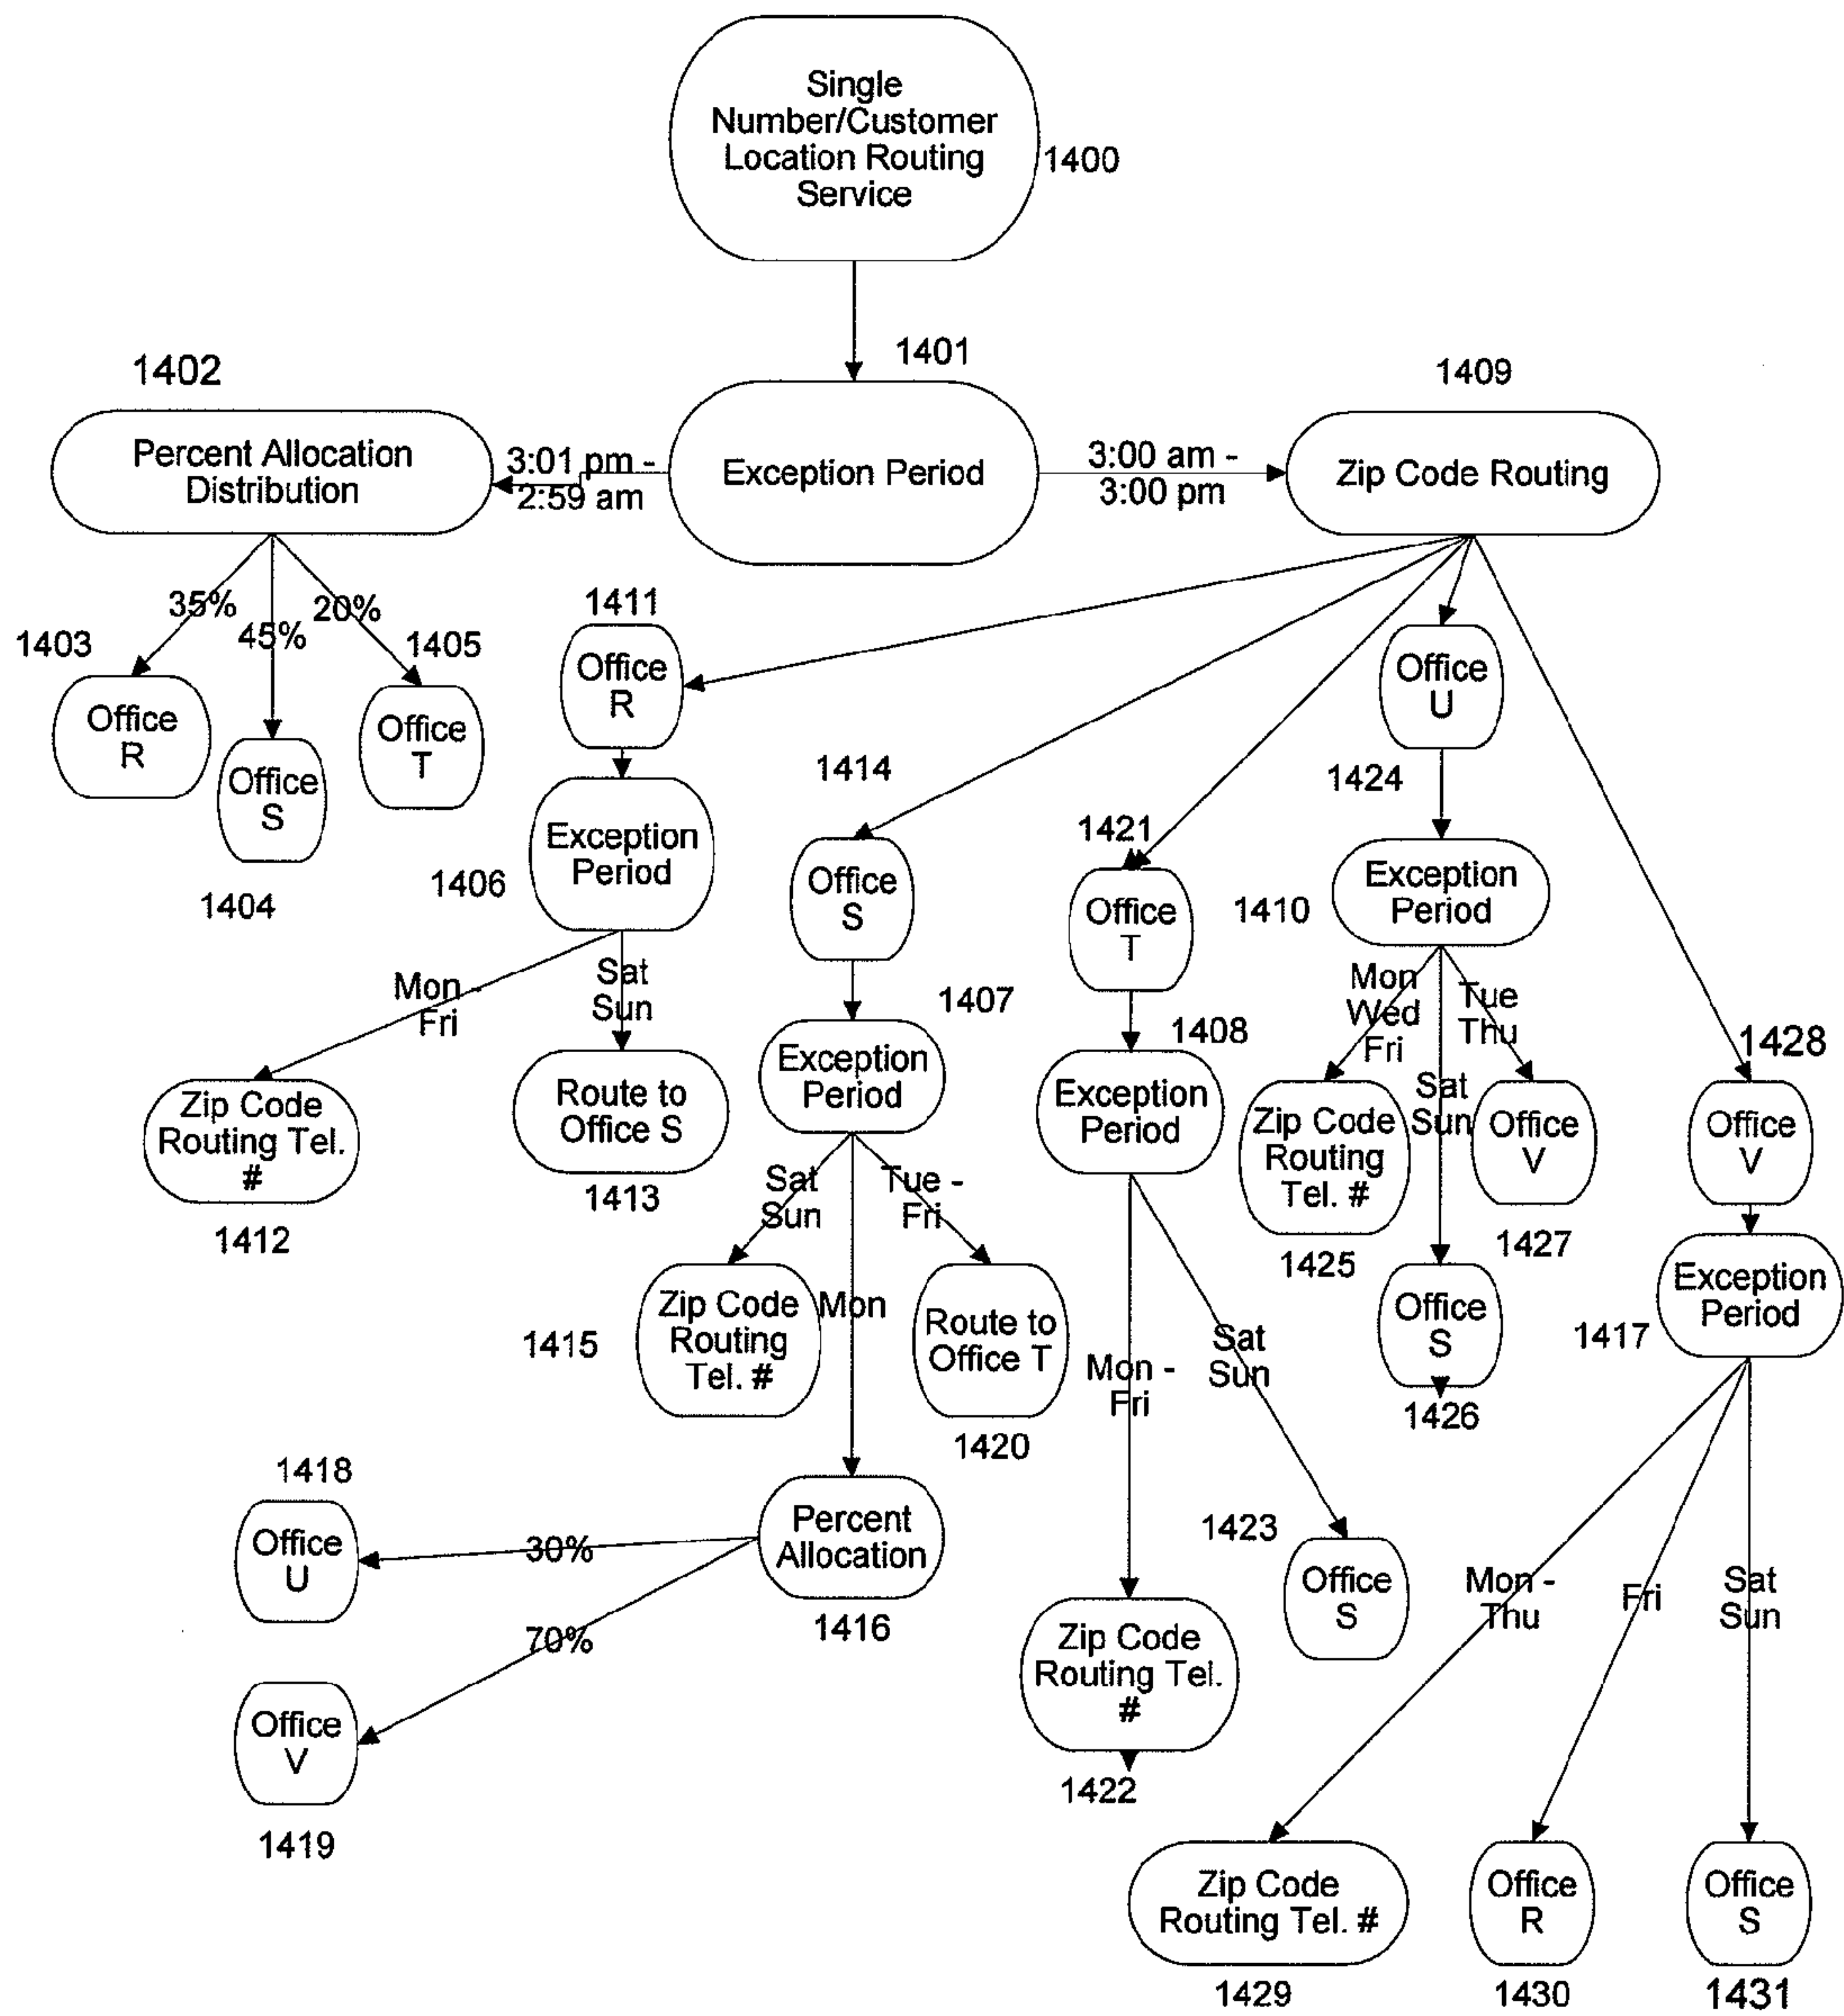 Single
Number/Customer
Location Routing
Service
1400
1401
1402
1409
Percent Allocation
Distribution
3:01 pm -
2:59 am
Exception Period
3:00 am -
3:00 pm
Zip Code Routing
35%
45%
20%
1403
1405
Office
R
Office
S
Office
T
1404
1411
Office
R
1406
Exception
Period
Mon -
Fri
Sat
Sun
Zip Code
Routing Tel.
#
1412
Route to
Office S
1413
1414
Office
S
1407
Exception
Period
Sat
Sun
Mon
Tue -
Fri
1415
Zip Code
Routing
Tel. #
Route to
Office T
1420
Percent
Allocation
1416
30%
70%
1418
Office
U
Office
V
1419
1421
Office
T
1408
Exception
Period
Mon -
Fri
Sat
Sun
1423
Office
S
Zip Code
Routing Tel.
#
1422
Office
U
1424
1410
Exception
Period
Mon
Wed
Fri
Sat
Sun
Tue
Thu
Zip Code
Routing
Tel. #
1425
Office
S
1426
Office
V
1427
1428
Office
V
1417
Exception
Period
Mon -
Thu
Fri
Sat
Sun
Zip Code
Routing Tel. #
1429
Office
R
1430
Office
S
1431